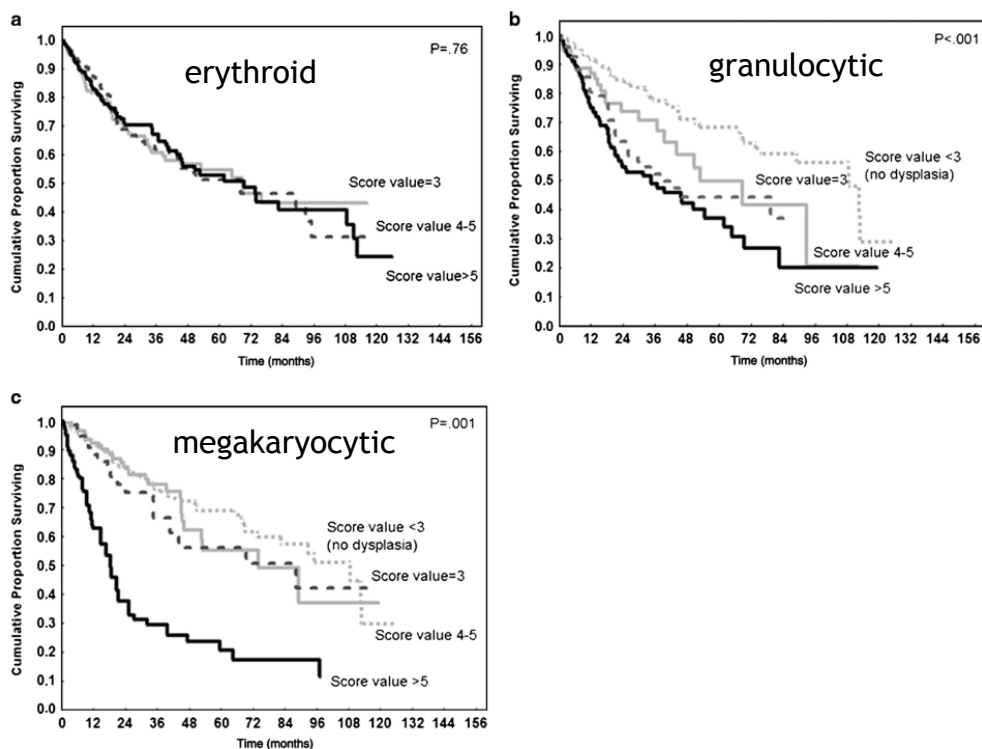 a
P=.76
erythroid
Cumulative Proportion Surviving
1.0
0.9
0.8
0.7
0.6
0.5
0.4
0.3
0.2
0.1
0.0
Score value=3
Score value 4-5
Score value>5
0 12 24 36 48 60 72 84 96 108 120 132 144 156
Time (months)
b
P<.001
granulocytic
Cumulative Proportion Surviving
1.0
0.9
0.8
0.7
0.6
0.5
0.4
0.3
0.2
0.1
0.0
Score value <3
(no dysplasia)
Score value=3
Score value 4-5
Score value >5
0 12 24 36 48 60 72 84 96 108 120 132 144 156
Time (months)
c
P=.001
megakaryocytic
Cumulative Proportion Surviving
1.0
0.9
0.8
0.7
0.6
0.5
0.4
0.3
0.2
0.1
0.0
Score value <3
(no dysplasia)
Score value=3
Score value 4-5
Score value >5
0 12 24 36 48 60 72 84 96 108 120 132 144 156
Time (months)